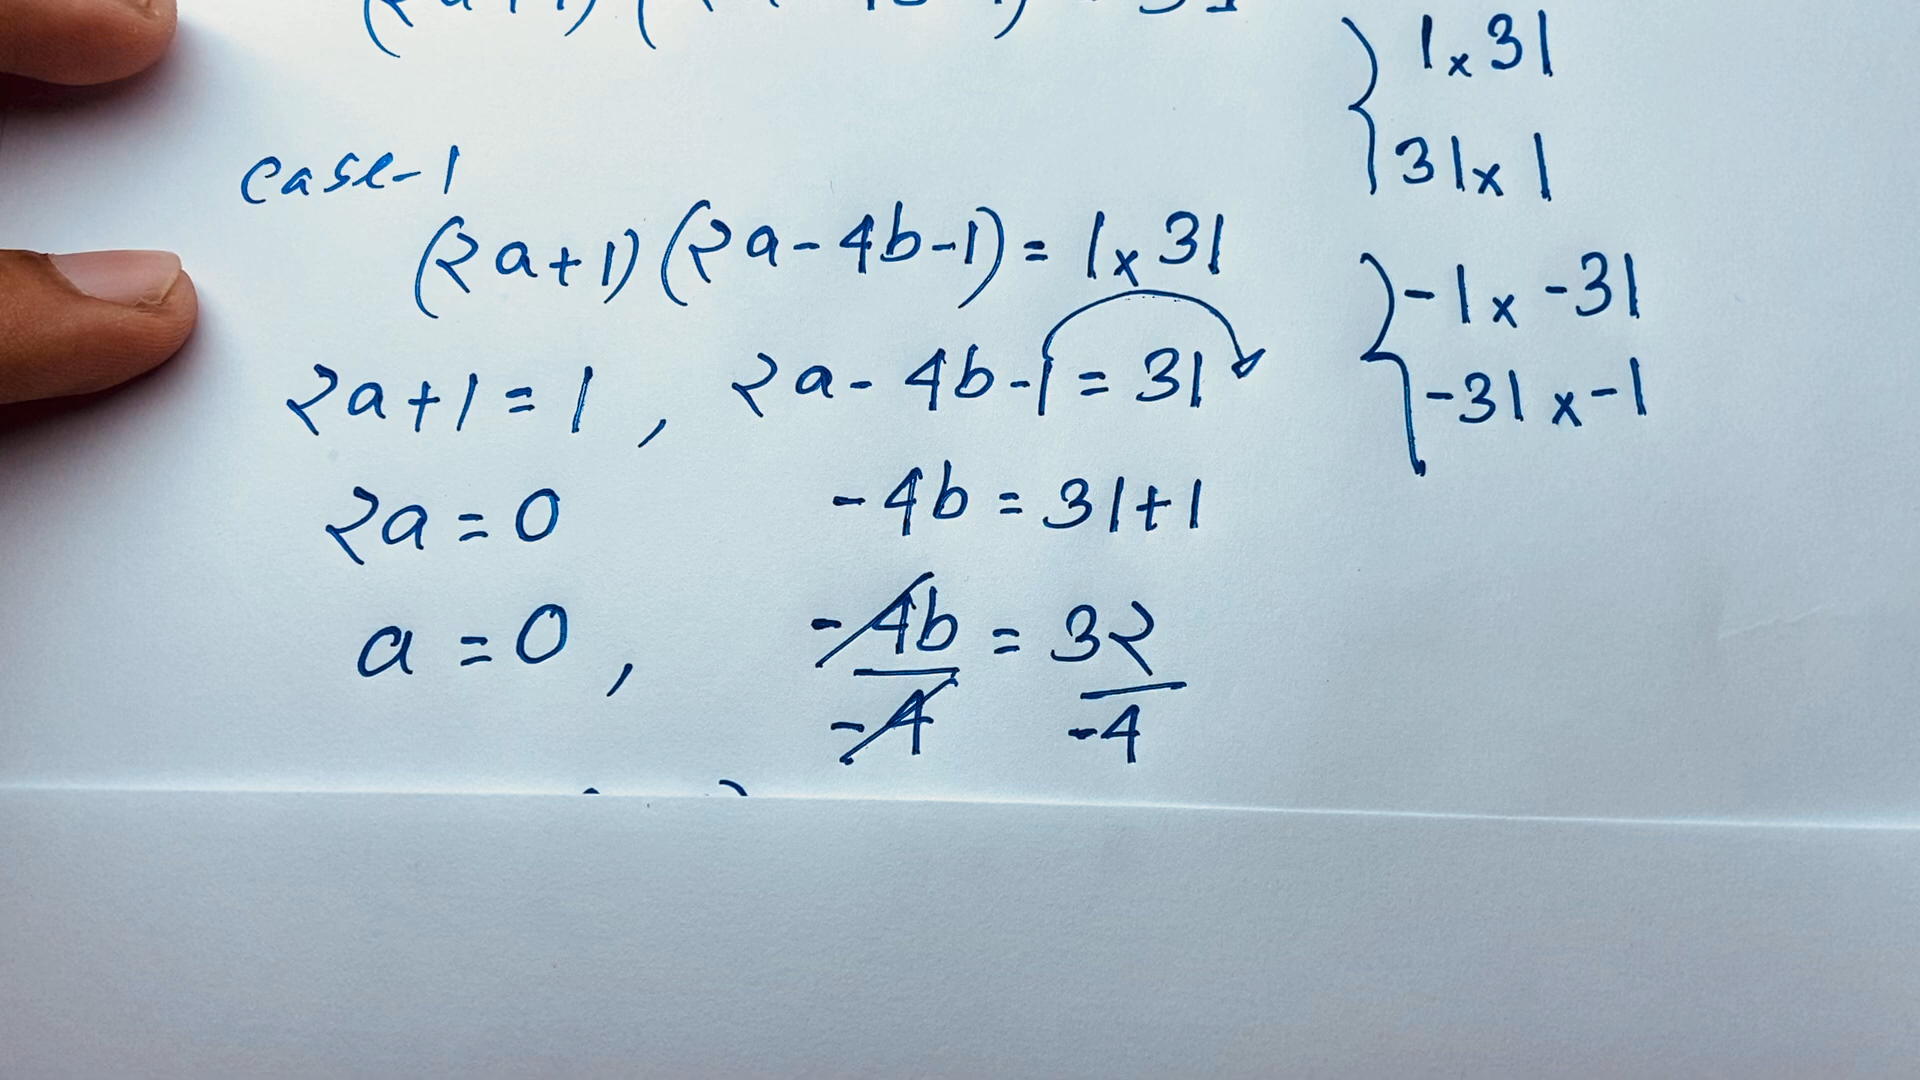 1x31
31x1
case-1
(2a+1)(2a-4b-1)= 1x31
-1x -31
2a+1=1, 2a-4b-1=31
-31x-1
2a=0 -4b=31+1
a=0, -4b/-4 = 32/-4